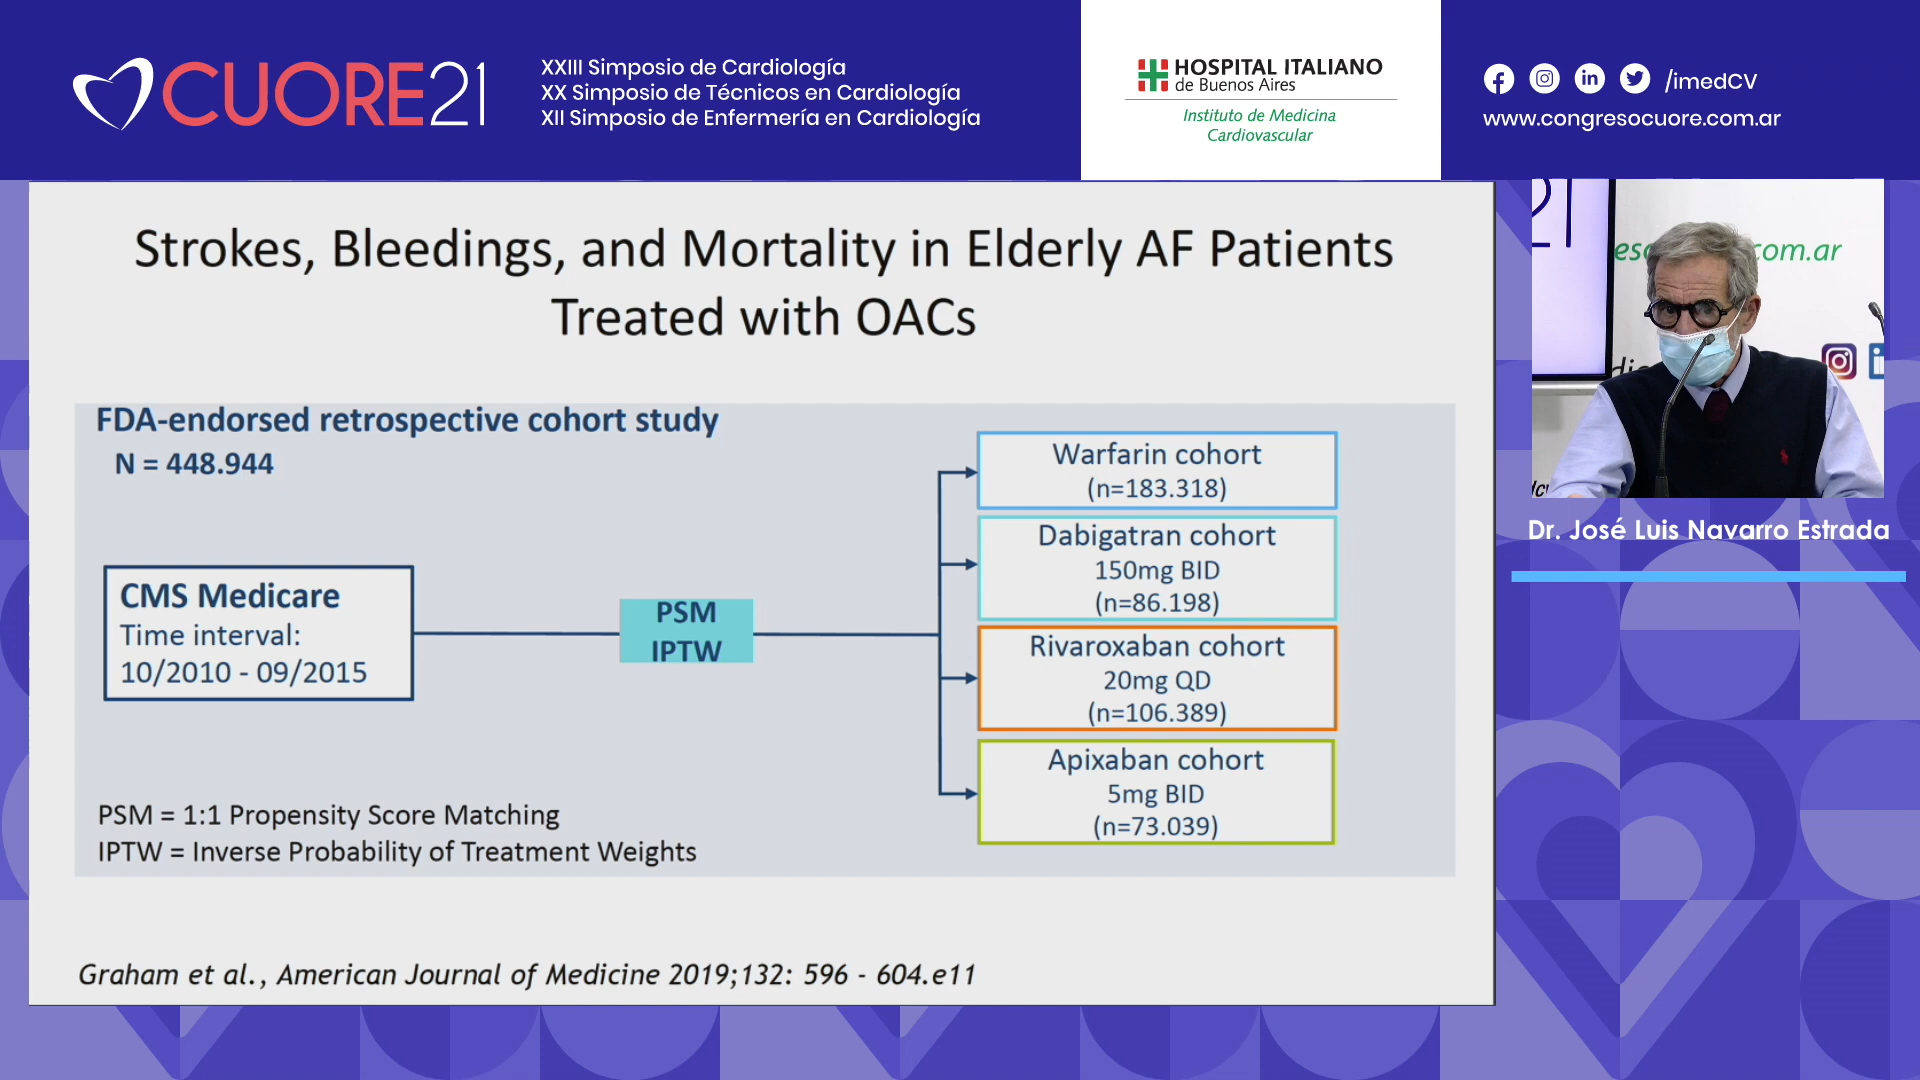 CUORE21
XXIII Simposio de Cardiología
XX Simposio de Técnicos en Cardiología
XII Simposio de Enfermería en Cardiología
HOSPITAL ITALIANO
de Buenos Aires
Instituto de Medicina
Cardiovascular
/imedCV
www.congresocuore.com.ar
Strokes, Bleedings, and Mortality in Elderly AF Patients
Treated with OACs
FDA-endorsed retrospective cohort study
N = 448.944
CMS Medicare
Time interval:
10/2010 - 09/2015
PSM
IPTW
Warfarin cohort
(n=183.318)
Dabigatran cohort
150mg BID
(n=86.198)
Rivaroxaban cohort
20mg QD
(n=106.389)
Apixaban cohort
5mg BID
(n=73.039)
PSM = 1:1 Propensity Score Matching
IPTW = Inverse Probability of Treatment Weights
Graham et al., American Journal of Medicine 2019;132: 596 - 604.e11
21
com.ar
Dr. José Luis Navarro Estrada